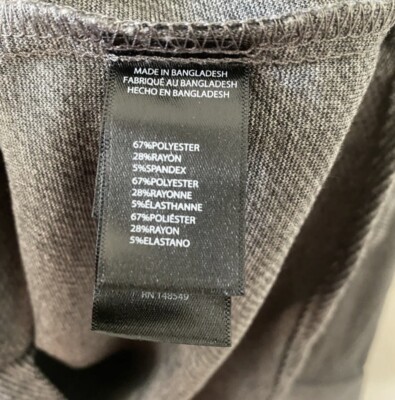 MADE IN BANGLADESH
FABRIQUÉ AU BANGLADESH
HECHO EN BANGLADESH
67%POLYESTER
28%RAYON
5%SPANDEX
67%POLYESTER
28%RAYONNE
5%ÉLASTHANNE
67%POLIÉSTER
28%RAYON
5%ELASTANO
RN 148549